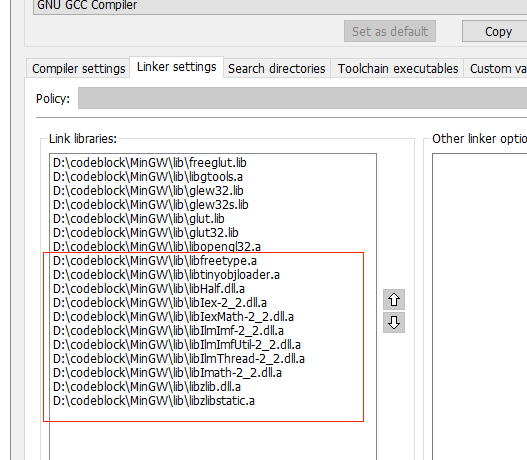 GNU GCC Compiler
Set as default
Copy
Compiler settings
Linker settings
Search directories
Toolchain executables
Custom va
Policy:
Link libraries:
Other linker optio
D:\codeblock\MinGW\lib\freeglut.lib
D:\codeblock\MinGW\lib\libgtools.a
D:\codeblock\MinGW\lib\glew32.lib
D:\codeblock\MinGW\lib\glew32s.lib
D:\codeblock\MinGW\lib\glut.lib
D:\codeblock\MinGW\lib\glut32.lib
D:\codeblock\MinGW\lib\libopengl32.a
D:\codeblock\MinGW\lib\libfreetype.a
D:\codeblock\MinGW\lib\libtinyobjloader.a
D:\codeblock\MinGW\lib\libHalf.dll.a
D:\codeblock\MinGW\lib\libIex-2_2.dll.a
D:\codeblock\MinGW\lib\libIexMath-2_2.dll.a
D:\codeblock\MinGW\lib\libIlmImf-2_2.dll.a
D:\codeblock\MinGW\lib\libIlmImfUtil-2_2.dll.a
D:\codeblock\MinGW\lib\libIlmThread-2_2.dll.a
D:\codeblock\MinGW\lib\libImath-2_2.dll.a
D:\codeblock\MinGW\lib\libzlib.dll.a
D:\codeblock\MinGW\lib\libzlibstatic.a